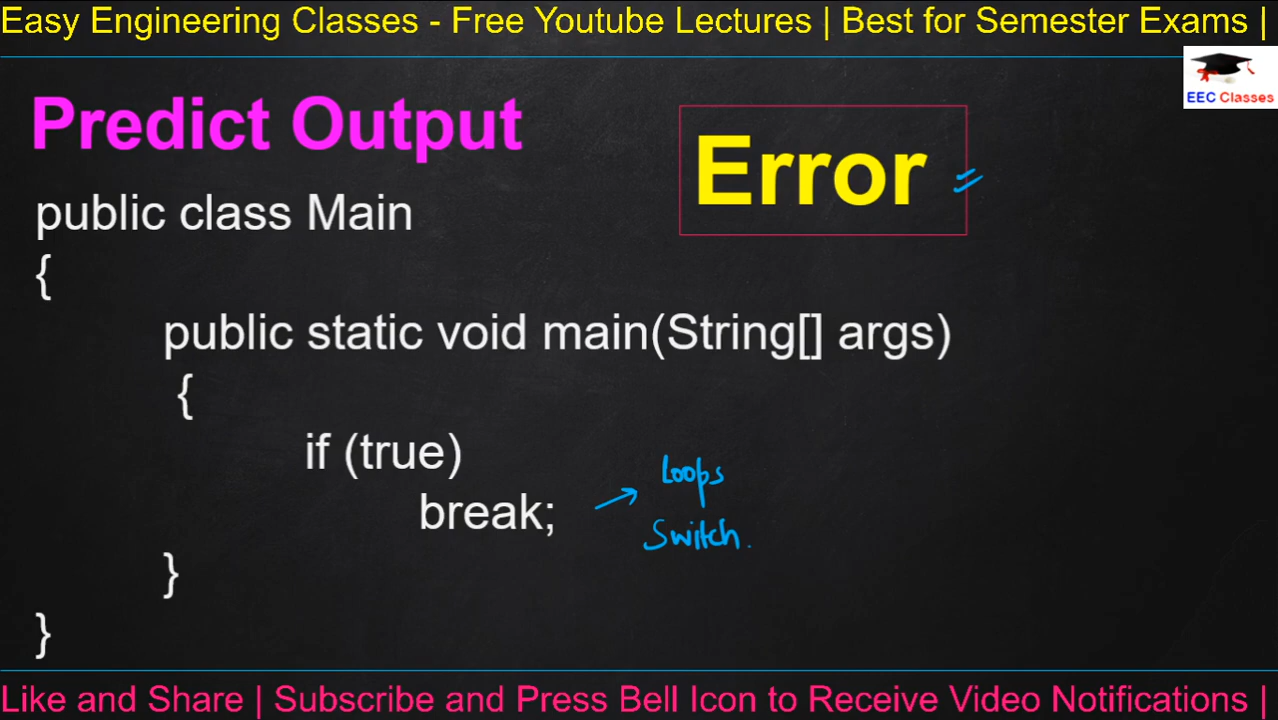 Easy Engineering Classes - Free Youtube Lectures | Best for Semester Exams |
EEC Classes
Predict Output
Error
public class Main
{
public static void main(String[] args)
{
if (true)
break;
Loops
Switch.
}
}
Like and Share | Subscribe and Press Bell Icon to Receive Video Notifications |